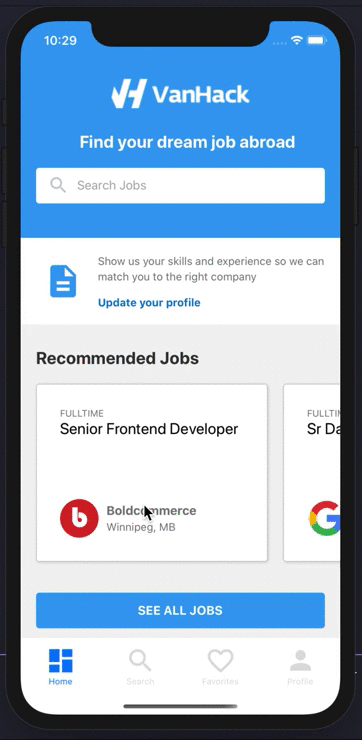 10:29
VanHack
Find your dream job abroad
Search Jobs
Show us your skills and experience so we can
match you to the right company
Update your profile
Recommended Jobs
FULLTIME
Senior Frontend Developer
Boldcommerce
Winnipeg, MB
FULLTI
Sr Da
SEE ALL JOBS
Home
Search
Favorites
Profile